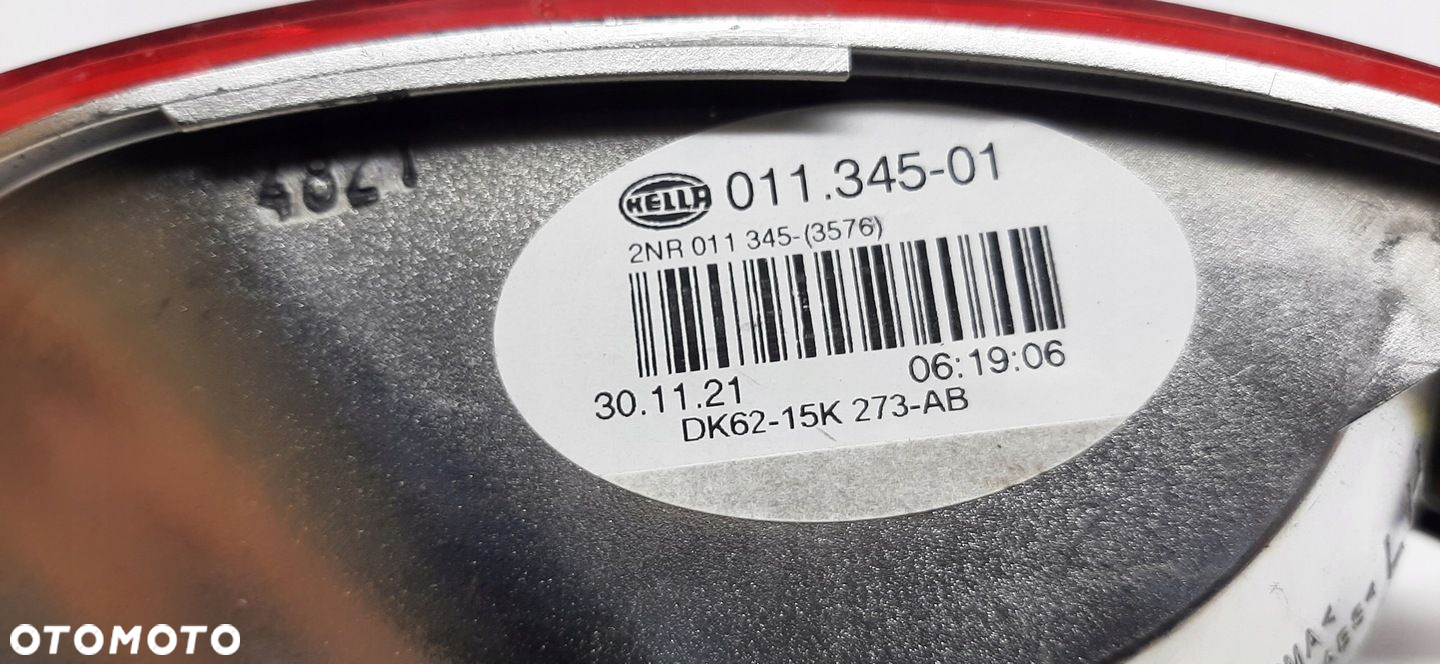 4821
HELLA 011.345-01
2NR 011 345-(3576)
30.11.21 06:19:06
DK62-15K 273-AB
OTOMOTO